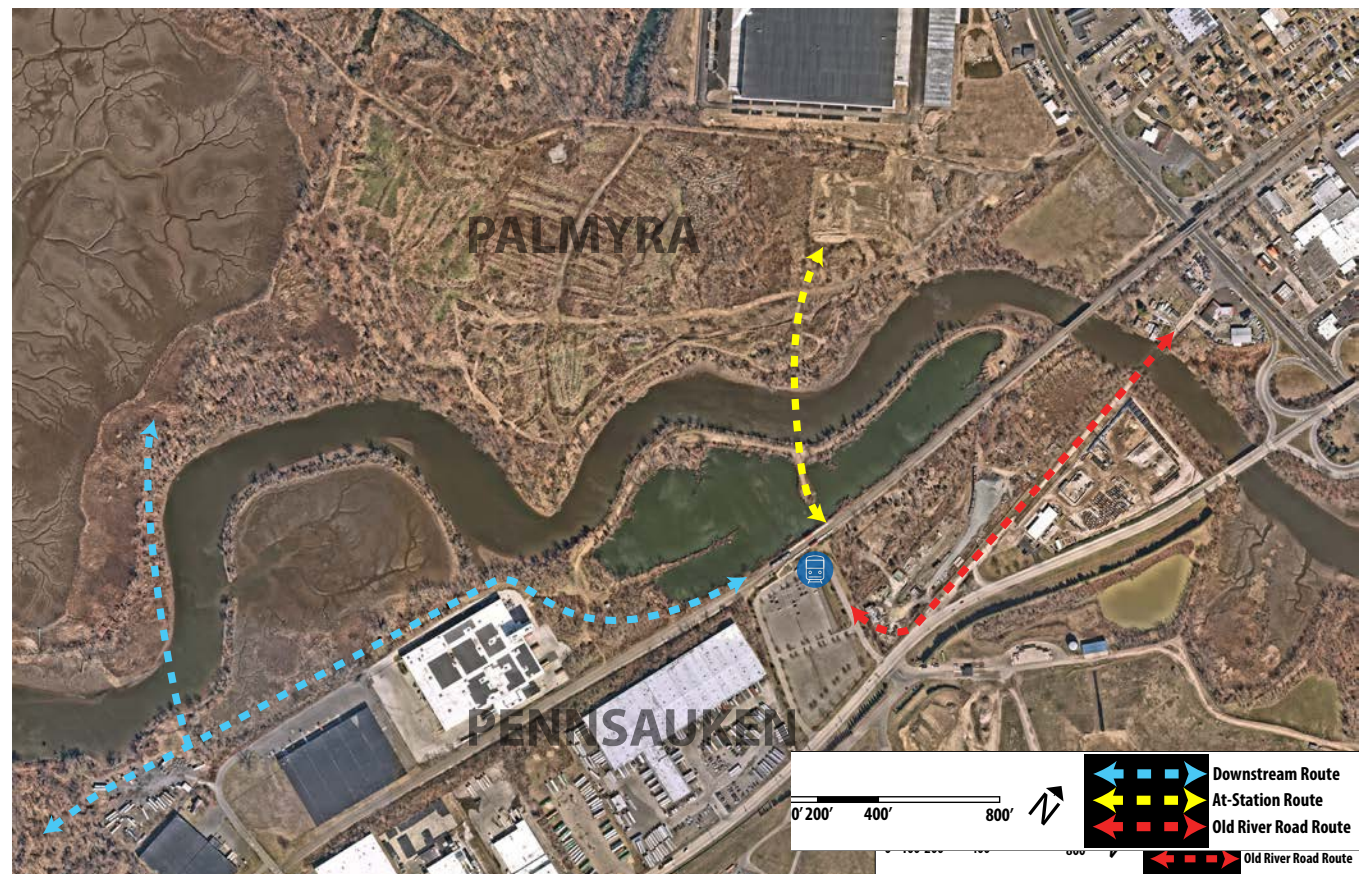 PALMYRA
PENNSAUKEN
Downstream Route
At-Station Route
Old River Road Route
0' 200' 400' 800'
N
Old River Road Route